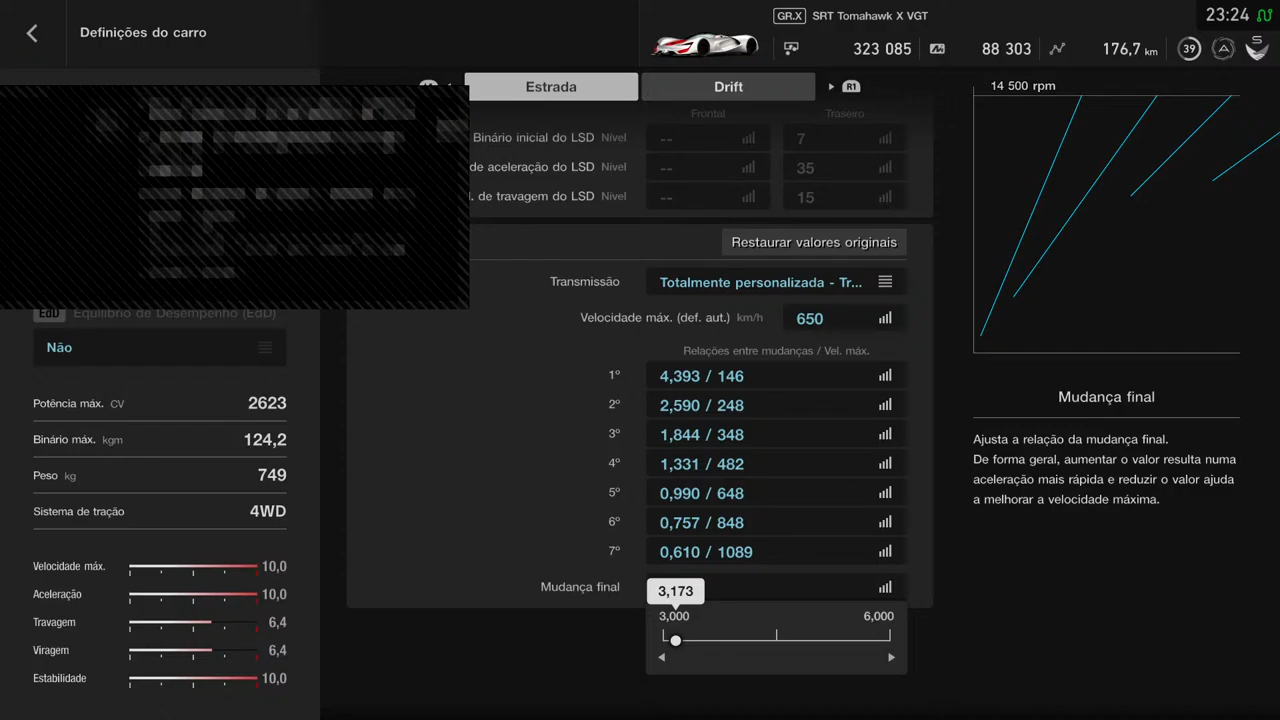 Definições do carro
GR.X SRT Tomahawk X VGT
23:24
323 085 88 303 176,7 km 39 A S
Estrada Drift R1
14 500 rpm
Frontal Traseiro
Binário inicial do LSD Nível -- 7
de aceleração do LSD Nível -- 35
de travagem do LSD Nível -- 15
Restaurar valores originais
Transmissão Totalmente personalizada - Tr...
Velocidade máx. (def. aut.) km/h 650
Relações entre mudanças / Vel. máx.
1º 4,393 / 146
2º 2,590 / 248
3º 1,844 / 348
4º 1,331 / 482
5º 0,990 / 648
6º 0,757 / 848
7º 0,610 / 1089
Mudança final 3,173
3,000 6,000
EdD Equilíbrio de Desempenho (EdD)
Não
Potência máx. CV 2623
Binário máx. kgm 124,2
Peso kg 749
Sistema de tração 4WD
Velocidade máx. 10,0
Aceleração 10,0
Travagem 6,4
Viragem 6,4
Estabilidade 10,0
Mudança final
Ajusta a relação da mudança final.
De forma geral, aumentar o valor resulta numa
aceleração mais rápida e reduzir o valor ajuda
a melhorar a velocidade máxima.